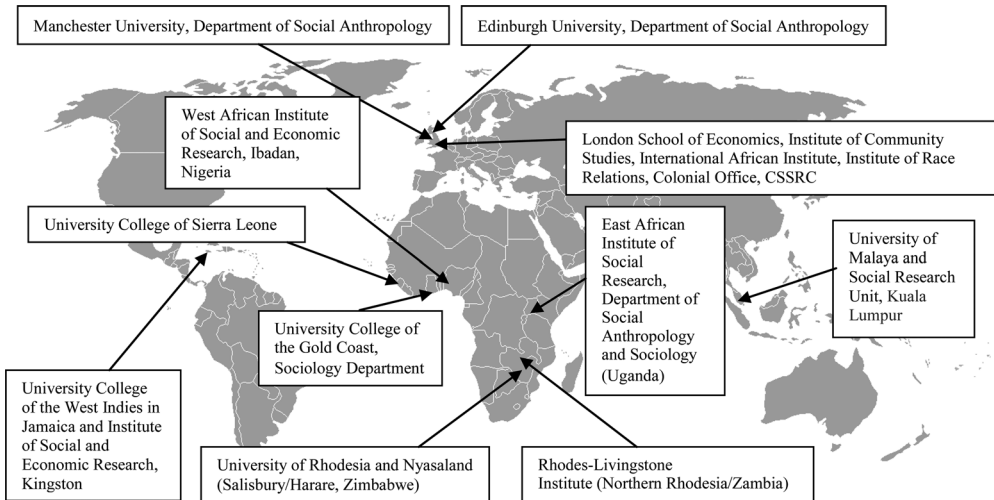 Manchester University, Department of Social Anthropology
Edinburgh University, Department of Social Anthropology
West African Institute
of Social and Economic
Research, Ibadan,
Nigeria
London School of Economics, Institute of Community
Studies, International African Institute, Institute of Race
Relations, Colonial Office, CSSRC
University College of Sierra Leone
East African
Institute of
Social
Research,
Department of
Social
Anthropology
and Sociology
(Uganda)
University of
Malaya and
Social Research
Unit, Kuala
Lumpur
University College of
the Gold Coast,
Sociology Department
University College
of the West Indies in
Jamaica and Institute
of Social and
Economic Research,
Kingston
University of Rhodesia and Nyasaland
(Salisbury/Harare, Zimbabwe)
Rhodes-Livingstone
Institute (Northern Rhodesia/Zambia)